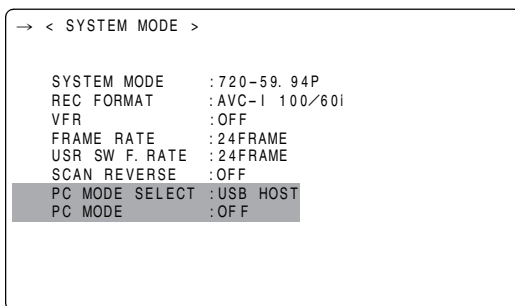 → < SYSTEM MODE >
SYSTEM MODE :720-59.94P
REC FORMAT :AVC-I 100/60i
VFR :OFF
FRAME RATE :24FRAME
USR SW F.RATE :24FRAME
SCAN REVERSE :OFF
PC MODE SELECT :USB HOST
PC MODE :OFF